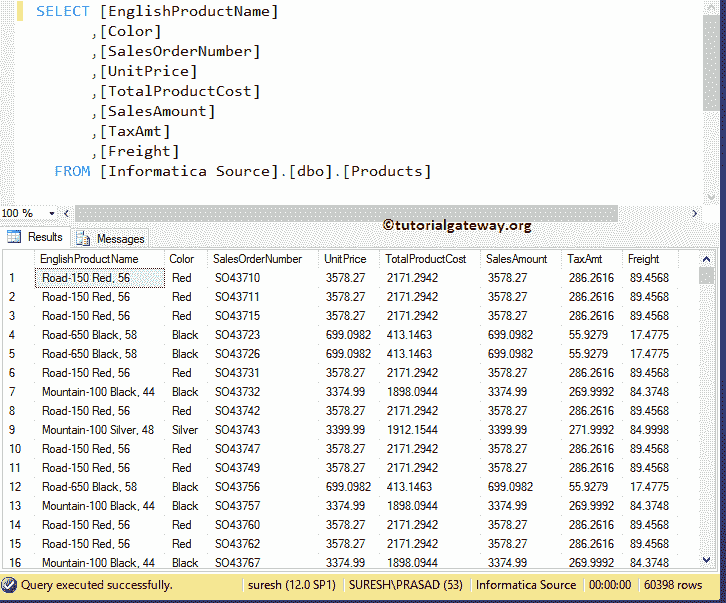 SELECT [EnglishProductName]
,[Color]
,[SalesOrderNumber]
,[UnitPrice]
,[TotalProductCost]
,[SalesAmount]
,[TaxAmt]
,[Freight]
FROM [Informatica Source].[dbo].[Products]
100 %
©tutorialgateway.org
Results Messages
EnglishProductName Color SalesOrderNumber UnitPrice TotalProductCost SalesAmount TaxAmt Freight
1 Road-150 Red, 56 Red SO43710 3578.27 2171.2942 3578.27 286.2616 89.4568
2 Road-150 Red, 56 Red SO43711 3578.27 2171.2942 3578.27 286.2616 89.4568
3 Road-150 Red, 56 Red SO43715 3578.27 2171.2942 3578.27 286.2616 89.4568
4 Road-650 Black, 58 Black SO43723 699.0982 413.1463 699.0982 55.9279 17.4775
5 Road-650 Black, 58 Black SO43726 699.0982 413.1463 699.0982 55.9279 17.4775
6 Road-150 Red, 56 Red SO43731 3578.27 2171.2942 3578.27 286.2616 89.4568
7 Mountain-100 Black, 44 Black SO43732 3374.99 1898.0944 3374.99 269.9992 84.3748
8 Road-150 Red, 56 Red SO43742 3578.27 2171.2942 3578.27 286.2616 89.4568
9 Mountain-100 Silver, 48 Silver SO43743 3399.99 1912.1544 3399.99 271.9992 84.9998
10 Road-150 Red, 56 Red SO43747 3578.27 2171.2942 3578.27 286.2616 89.4568
11 Road-150 Red, 56 Red SO43749 3578.27 2171.2942 3578.27 286.2616 89.4568
12 Road-650 Black, 58 Black SO43756 699.0982 413.1463 699.0982 55.9279 17.4775
13 Mountain-100 Black, 44 Black SO43757 3374.99 1898.0944 3374.99 269.9992 84.3748
14 Road-150 Red, 56 Red SO43760 3578.27 2171.2942 3578.27 286.2616 89.4568
15 Road-150 Red, 56 Red SO43762 3578.27 2171.2942 3578.27 286.2616 89.4568
16 Mountain-100 Black, 44 Black SO43767 3374.99 1898.0944 3374.99 269.9992 84.3748
Query executed successfully. suresh (12.0 SP1) SURESH\PRASAD (53) Informatica Source 00:00:00 60398 rows